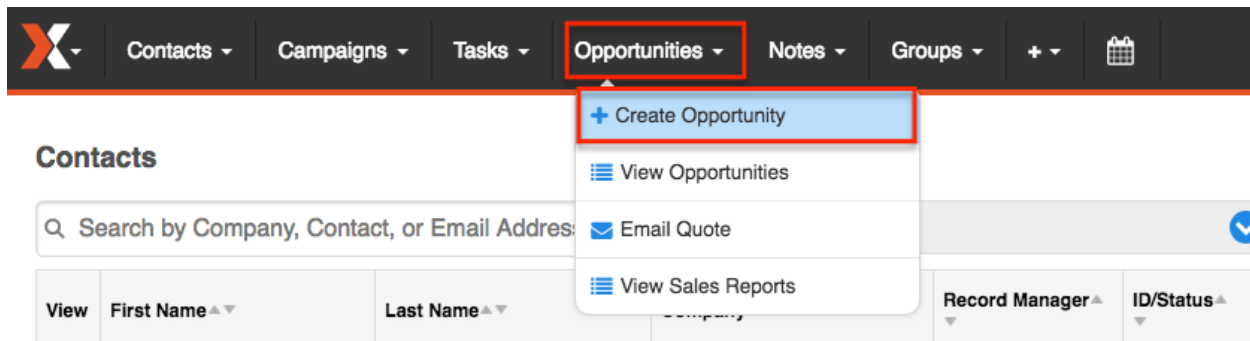 Contacts Campaigns Tasks Opportunities Notes Groups +
+ Create Opportunity
Contacts
View Opportunities
Search by Company, Contact, or Email
Email Quote
View Sales Reports
View First Name Last Name Company Record Manager ID/Status